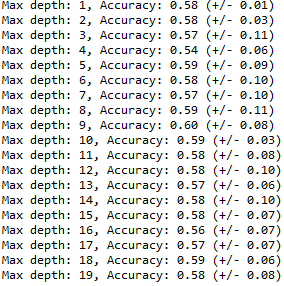 Max depth: 1, Accuracy: 0.58 (+/- 0.01)
Max depth: 2, Accuracy: 0.58 (+/- 0.03)
Max depth: 3, Accuracy: 0.57 (+/- 0.11)
Max depth: 4, Accuracy: 0.54 (+/- 0.06)
Max depth: 5, Accuracy: 0.59 (+/- 0.09)
Max depth: 6, Accuracy: 0.58 (+/- 0.10)
Max depth: 7, Accuracy: 0.57 (+/- 0.10)
Max depth: 8, Accuracy: 0.59 (+/- 0.11)
Max depth: 9, Accuracy: 0.60 (+/- 0.08)
Max depth: 10, Accuracy: 0.59 (+/- 0.03)
Max depth: 11, Accuracy: 0.58 (+/- 0.08)
Max depth: 12, Accuracy: 0.58 (+/- 0.10)
Max depth: 13, Accuracy: 0.57 (+/- 0.06)
Max depth: 14, Accuracy: 0.58 (+/- 0.10)
Max depth: 15, Accuracy: 0.58 (+/- 0.07)
Max depth: 16, Accuracy: 0.56 (+/- 0.07)
Max depth: 17, Accuracy: 0.57 (+/- 0.07)
Max depth: 18, Accuracy: 0.59 (+/- 0.06)
Max depth: 19, Accuracy: 0.58 (+/- 0.08)